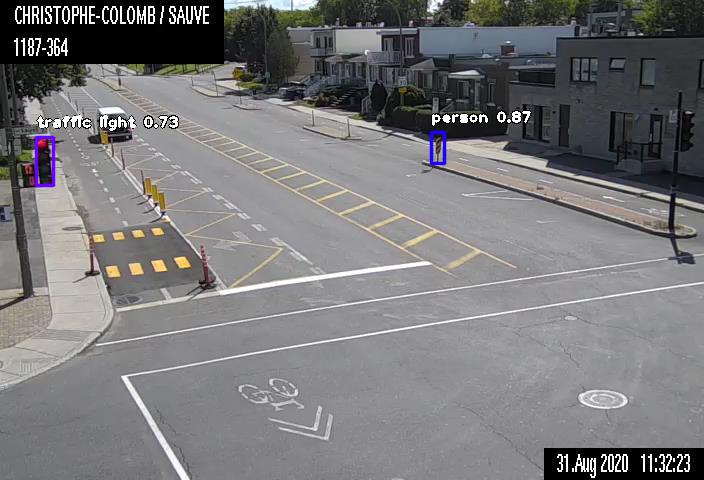 CHRISTOPHE-COLOMB / SAUVE
1187-364
traffic light 0.73
person 0.87
31.Aug 2020 11:32:23